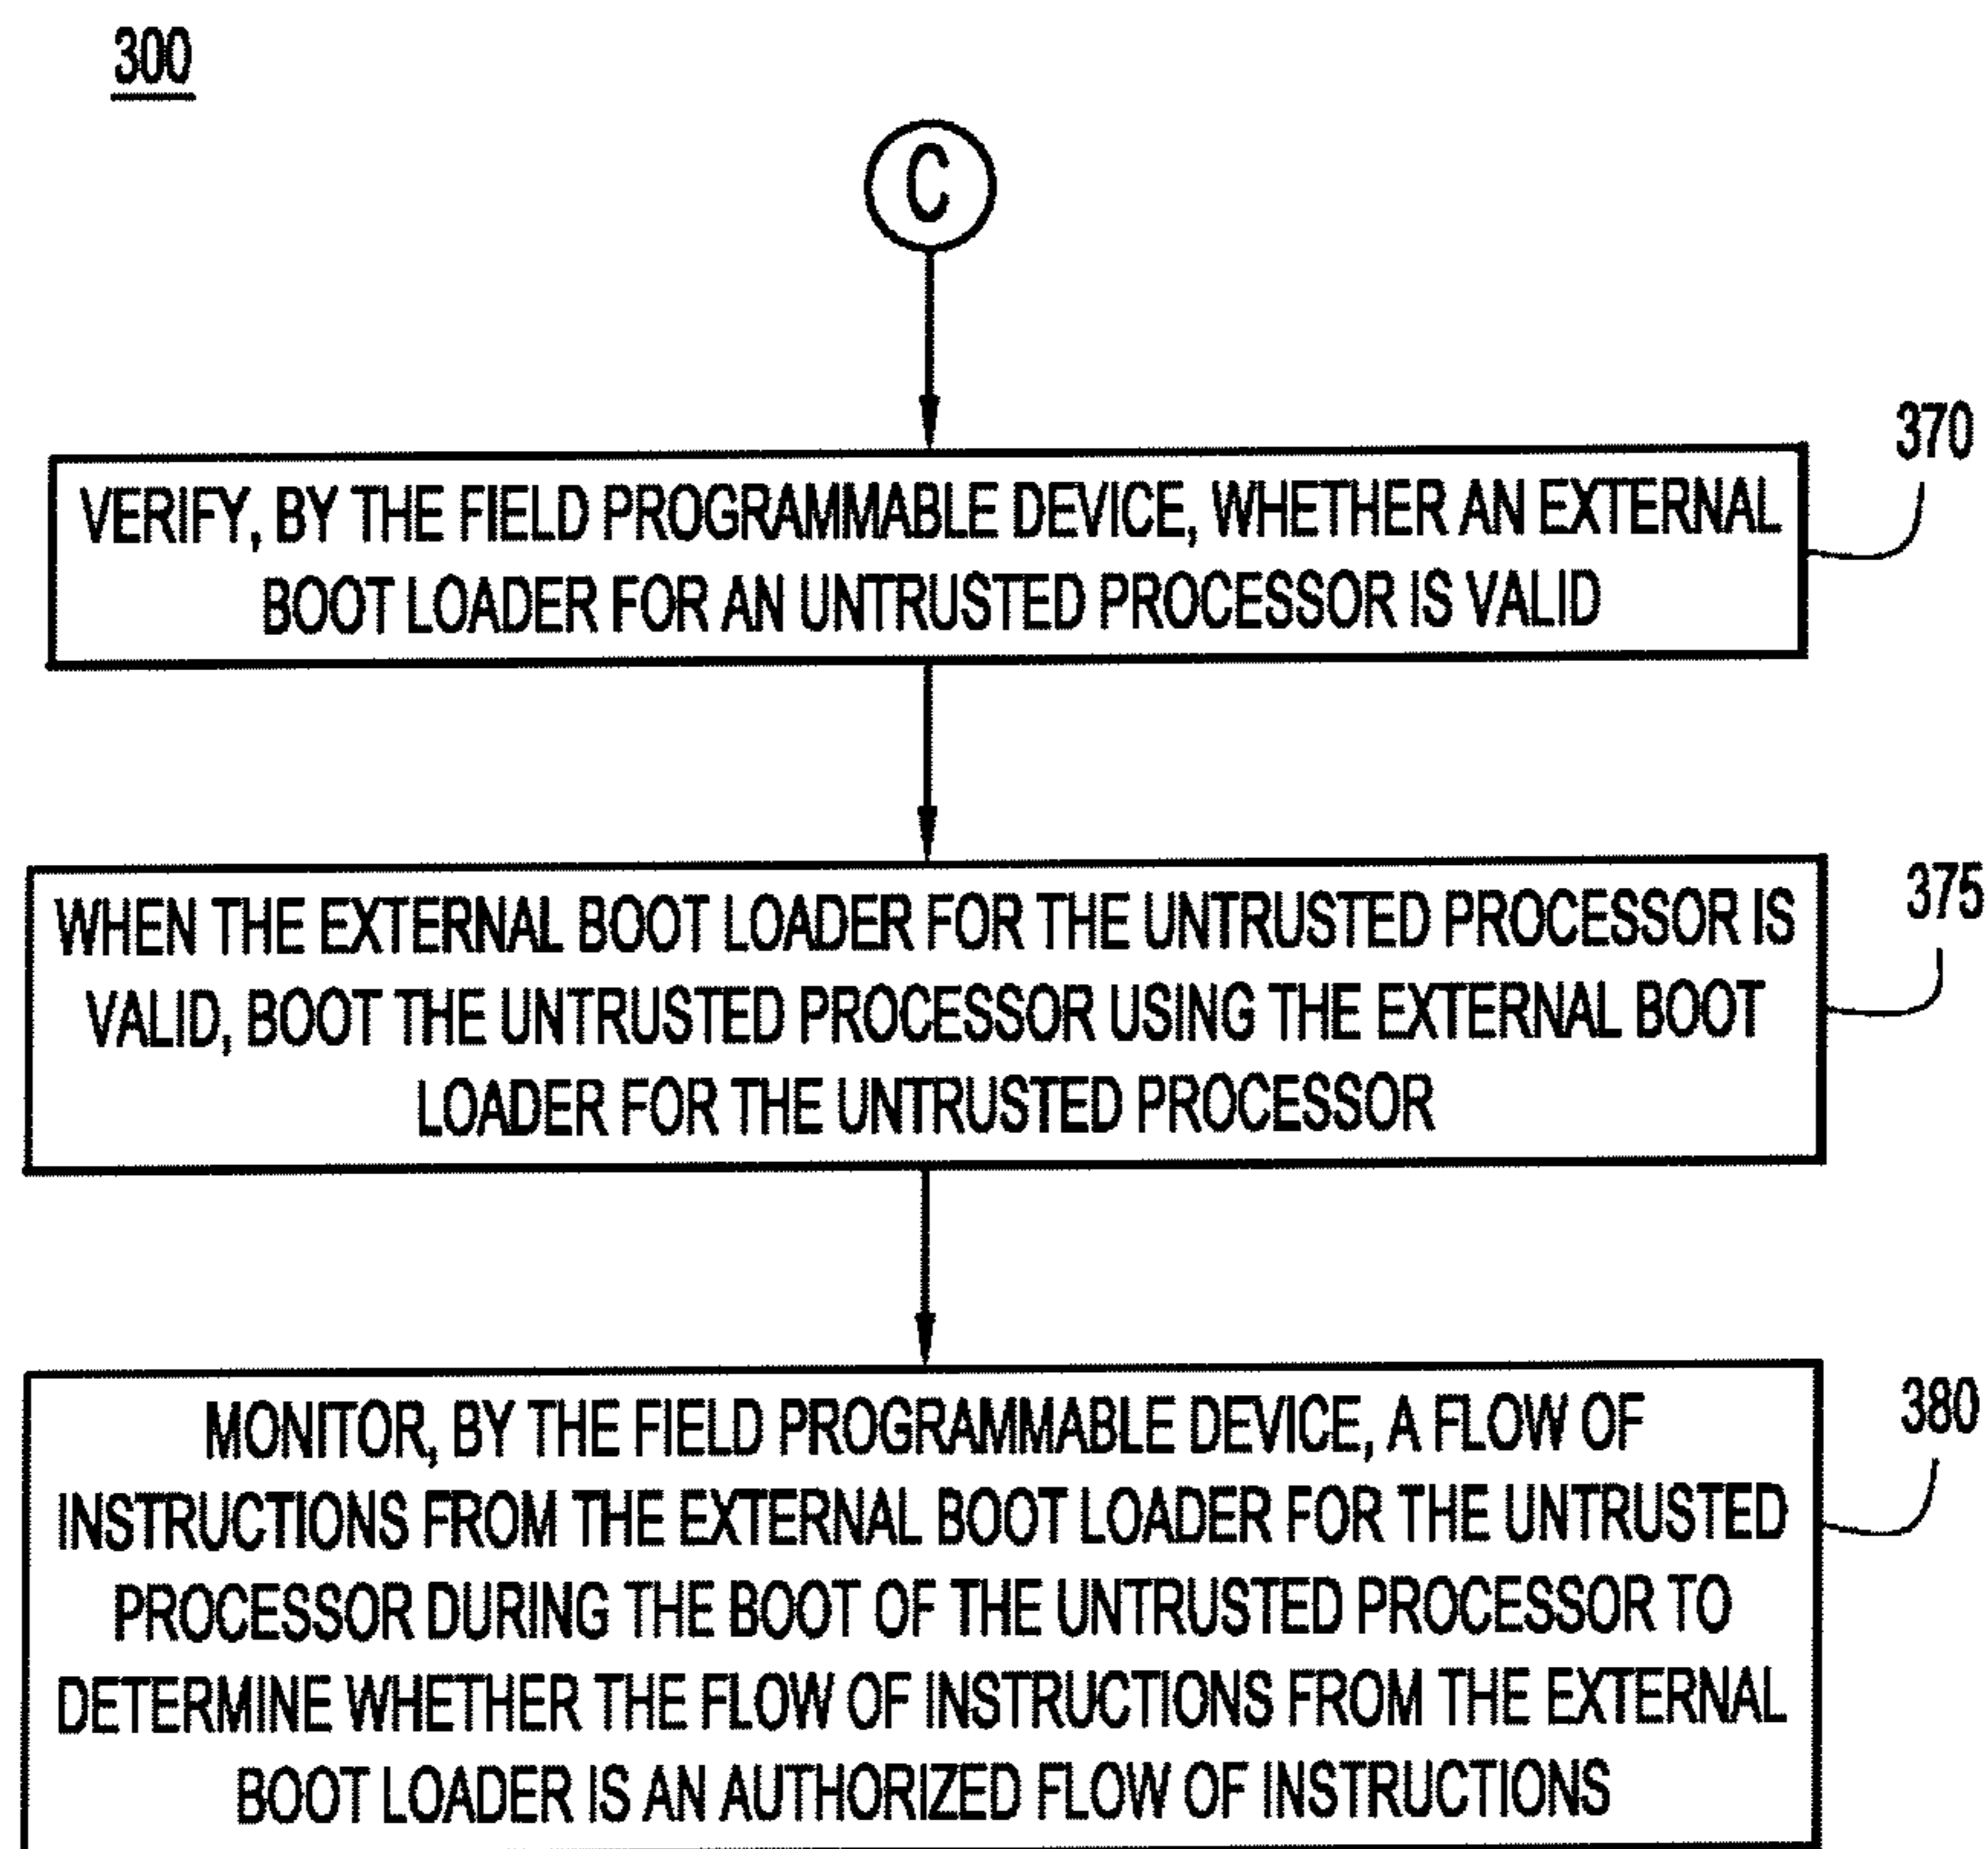 300
C
370
VERIFY, BY THE FIELD PROGRAMMABLE DEVICE, WHETHER AN EXTERNAL
BOOT LOADER FOR AN UNTRUSTED PROCESSOR IS VALID
375
WHEN THE EXTERNAL BOOT LOADER FOR THE UNTRUSTED PROCESSOR IS
VALID, BOOT THE UNTRUSTED PROCESSOR USING THE EXTERNAL BOOT
LOADER FOR THE UNTRUSTED PROCESSOR
380
MONITOR, BY THE FIELD PROGRAMMABLE DEVICE, A FLOW OF
INSTRUCTIONS FROM THE EXTERNAL BOOT LOADER FOR THE UNTRUSTED
PROCESSOR DURING THE BOOT OF THE UNTRUSTED PROCESSOR TO
DETERMINE WHETHER THE FLOW OF INSTRUCTIONS FROM THE EXTERNAL
BOOT LOADER IS AN AUTHORIZED FLOW OF INSTRUCTIONS